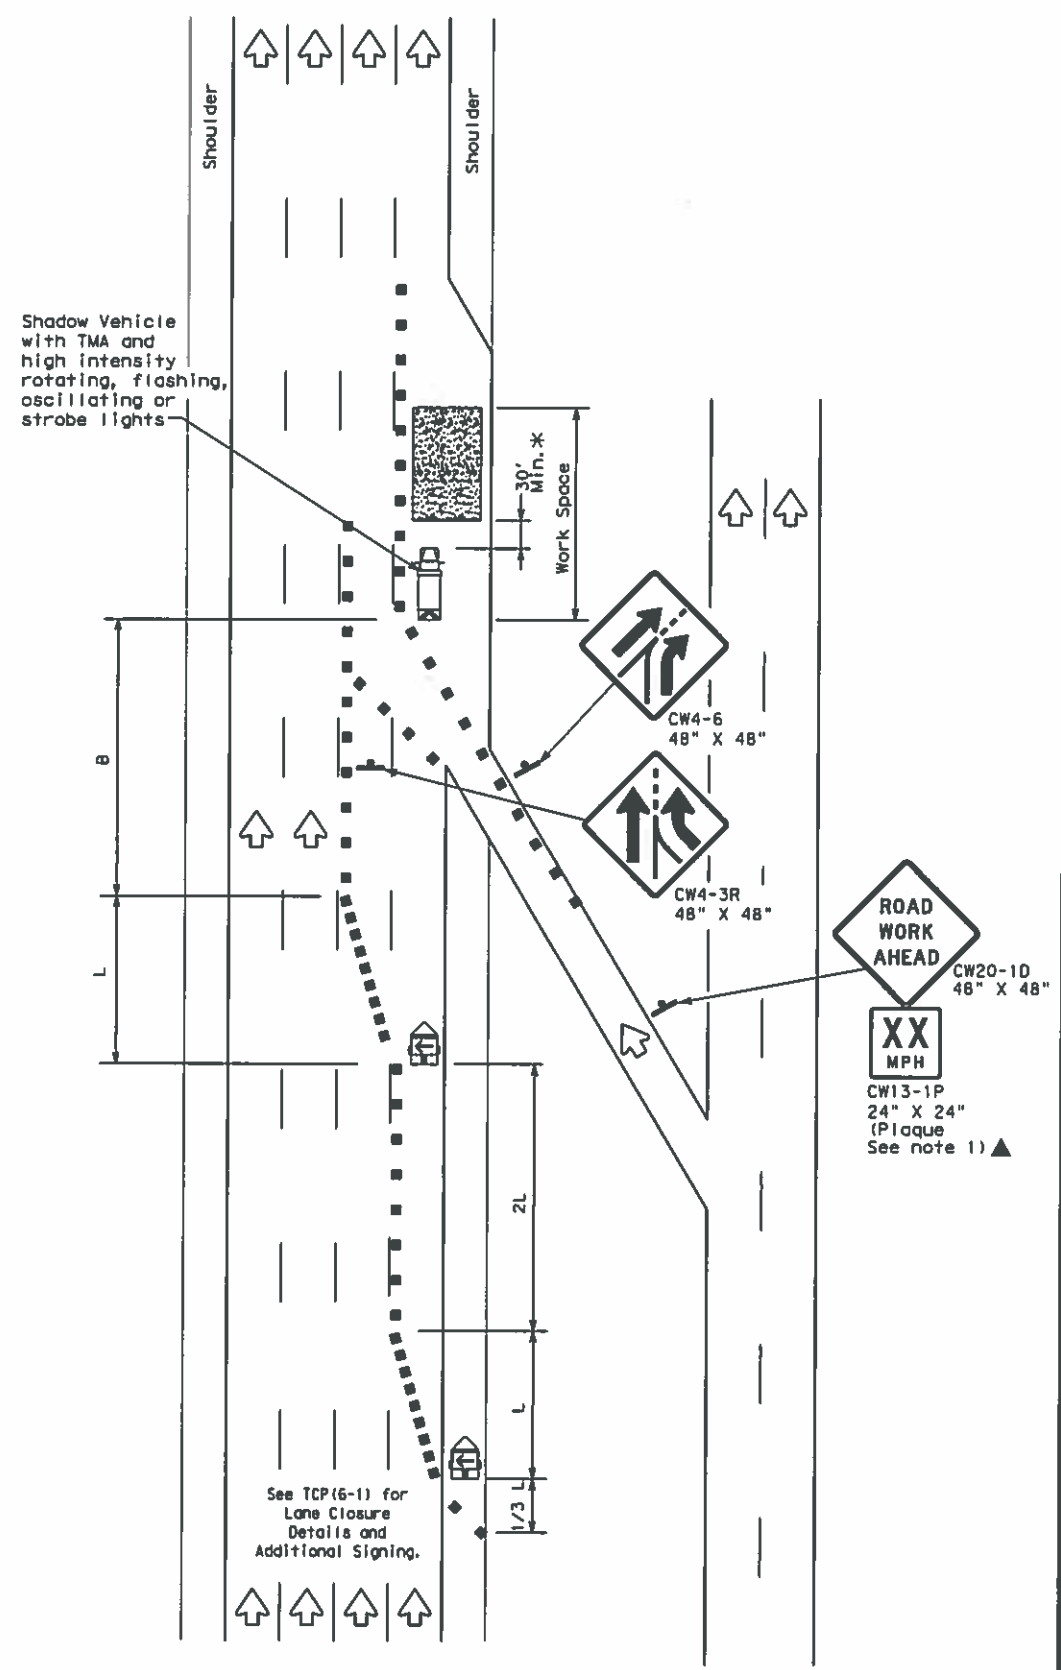 Shoulder
Shoulder
Shadow Vehicle
with TMA and
high intensity
rotating, flashing,
oscillating or
strobe lights
30'
Min.*
Work Space
CW4-6
48" X 48"
B
CW4-3R
48" X 48"
ROAD
WORK
AHEAD
CW20-1D
48" X 48"
L
XX
MPH
CW13-1P
24" X 24"
(Plaque
See note 1)▲
2L
L
1/3 L
See TCP(6-1) for
Lane Closure
Details and
Additional Signing.